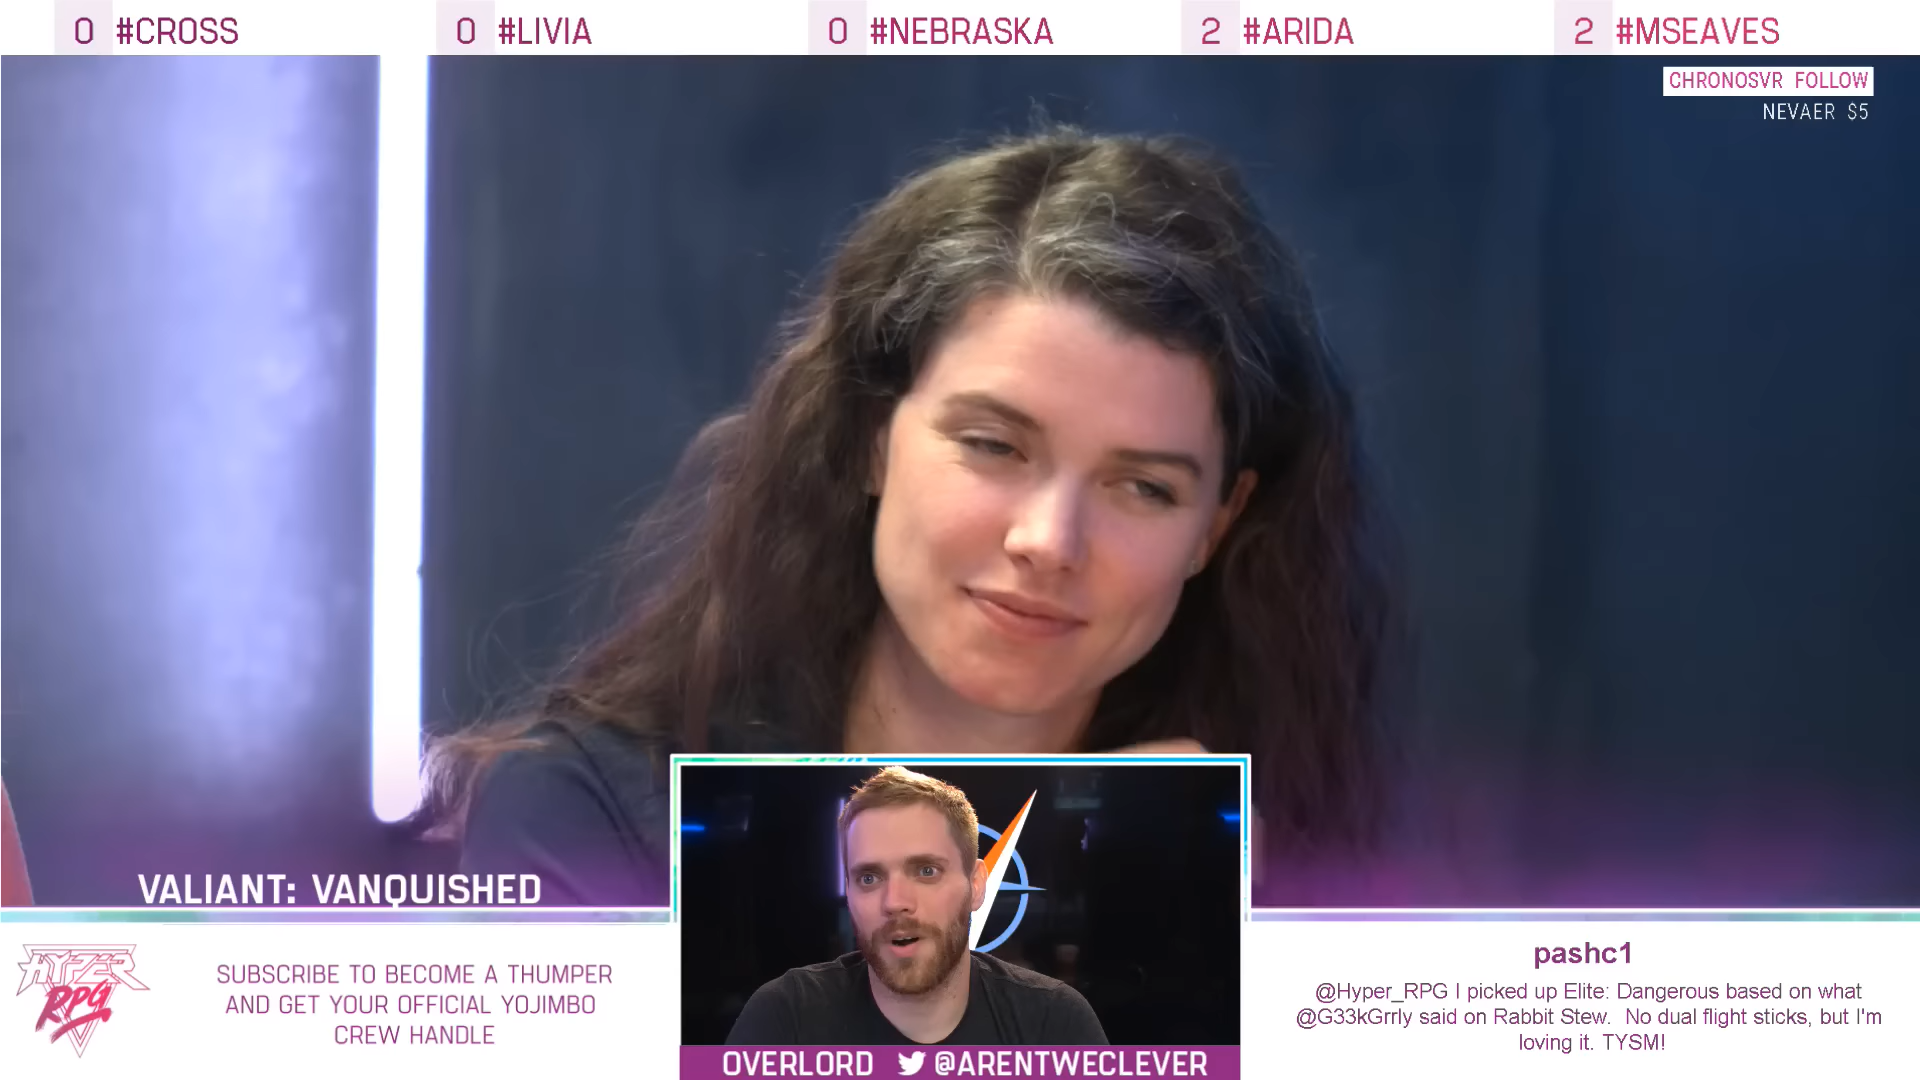 0 #CROSS
0 #LIVIA
0 #NEBRASKA
2 #ARIDA
2 #MSEAVES
CHRONOSVR FOLLOW
NEVAER $5
VALIANT: VANQUISHED
HYPER
RPG
SUBSCRIBE TO BECOME A THUMPER
AND GET YOUR OFFICIAL YOJIMBO
CREW HANDLE
OVERLORD @ARENTWECLEVER
pashc1
@Hyper_RPG I picked up Elite: Dangerous based on what
@G33kGrrly said on Rabbit Stew. No dual flight sticks, but I'm
loving it. TYSM!